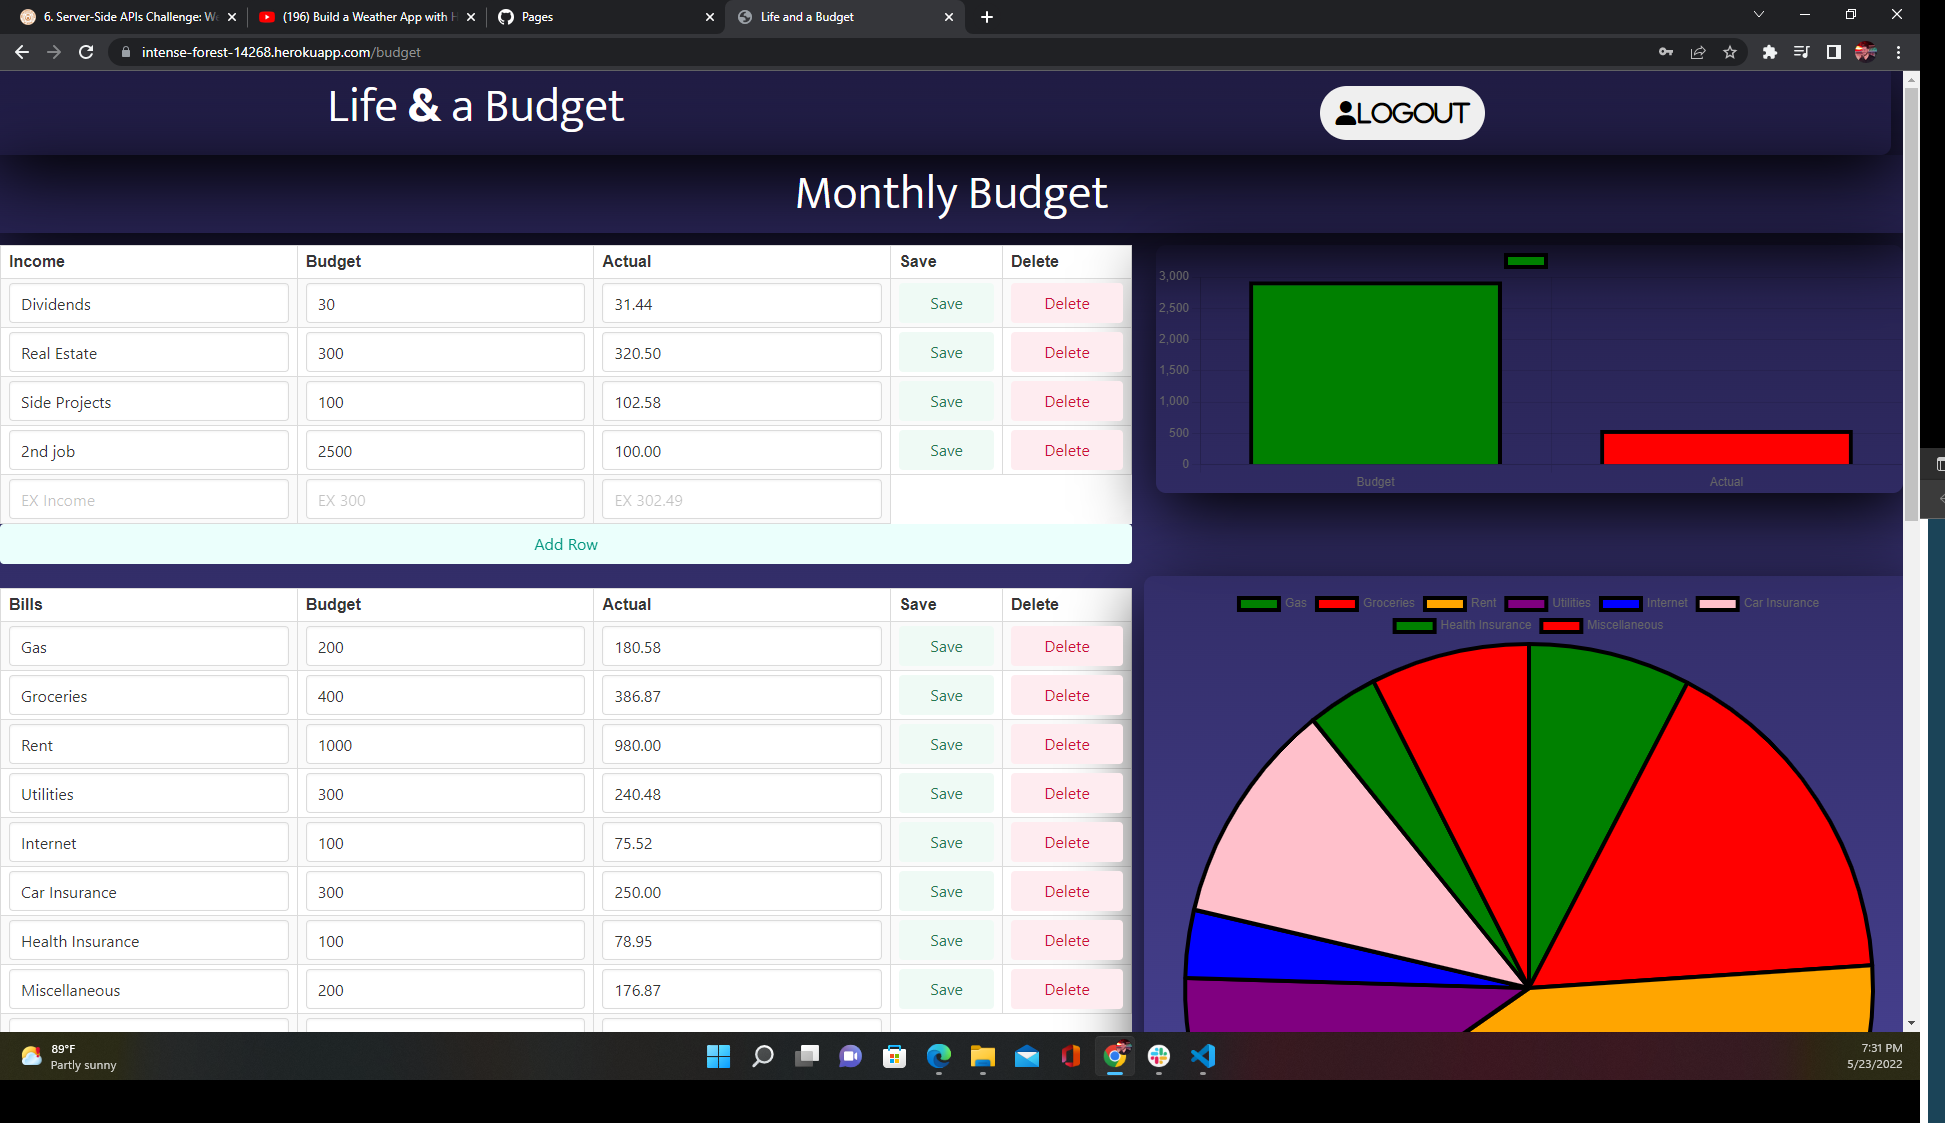 6. Server-Side APIs Challenge: We
(196) Build a Weather App with H
Pages
Life and a Budget
intense-forest-14268.herokuapp.com/budget
Life & a Budget
LOGOUT
Monthly Budget
Income Budget Actual Save Delete
Dividends 30 31.44 Save Delete
Real Estate 300 320.50 Save Delete
Side Projects 100 102.58 Save Delete
2nd job 2500 100.00 Save Delete
EX Income EX 300 EX 302.49
Add Row
3,000
2,500
2,000
1,500
1,000
500
0
Budget Actual
Bills Budget Actual Save Delete
Gas 200 180.58 Save Delete
Groceries 400 386.87 Save Delete
Rent 1000 980.00 Save Delete
Utilities 300 240.48 Save Delete
Internet 100 75.52 Save Delete
Car Insurance 300 250.00 Save Delete
Health Insurance 100 78.95 Save Delete
Miscellaneous 200 176.87 Save Delete
Gas Groceries Rent Utilities Internet Car Insurance
Health Insurance Miscellaneous
89°F
Partly sunny
7:31 PM
5/23/2022